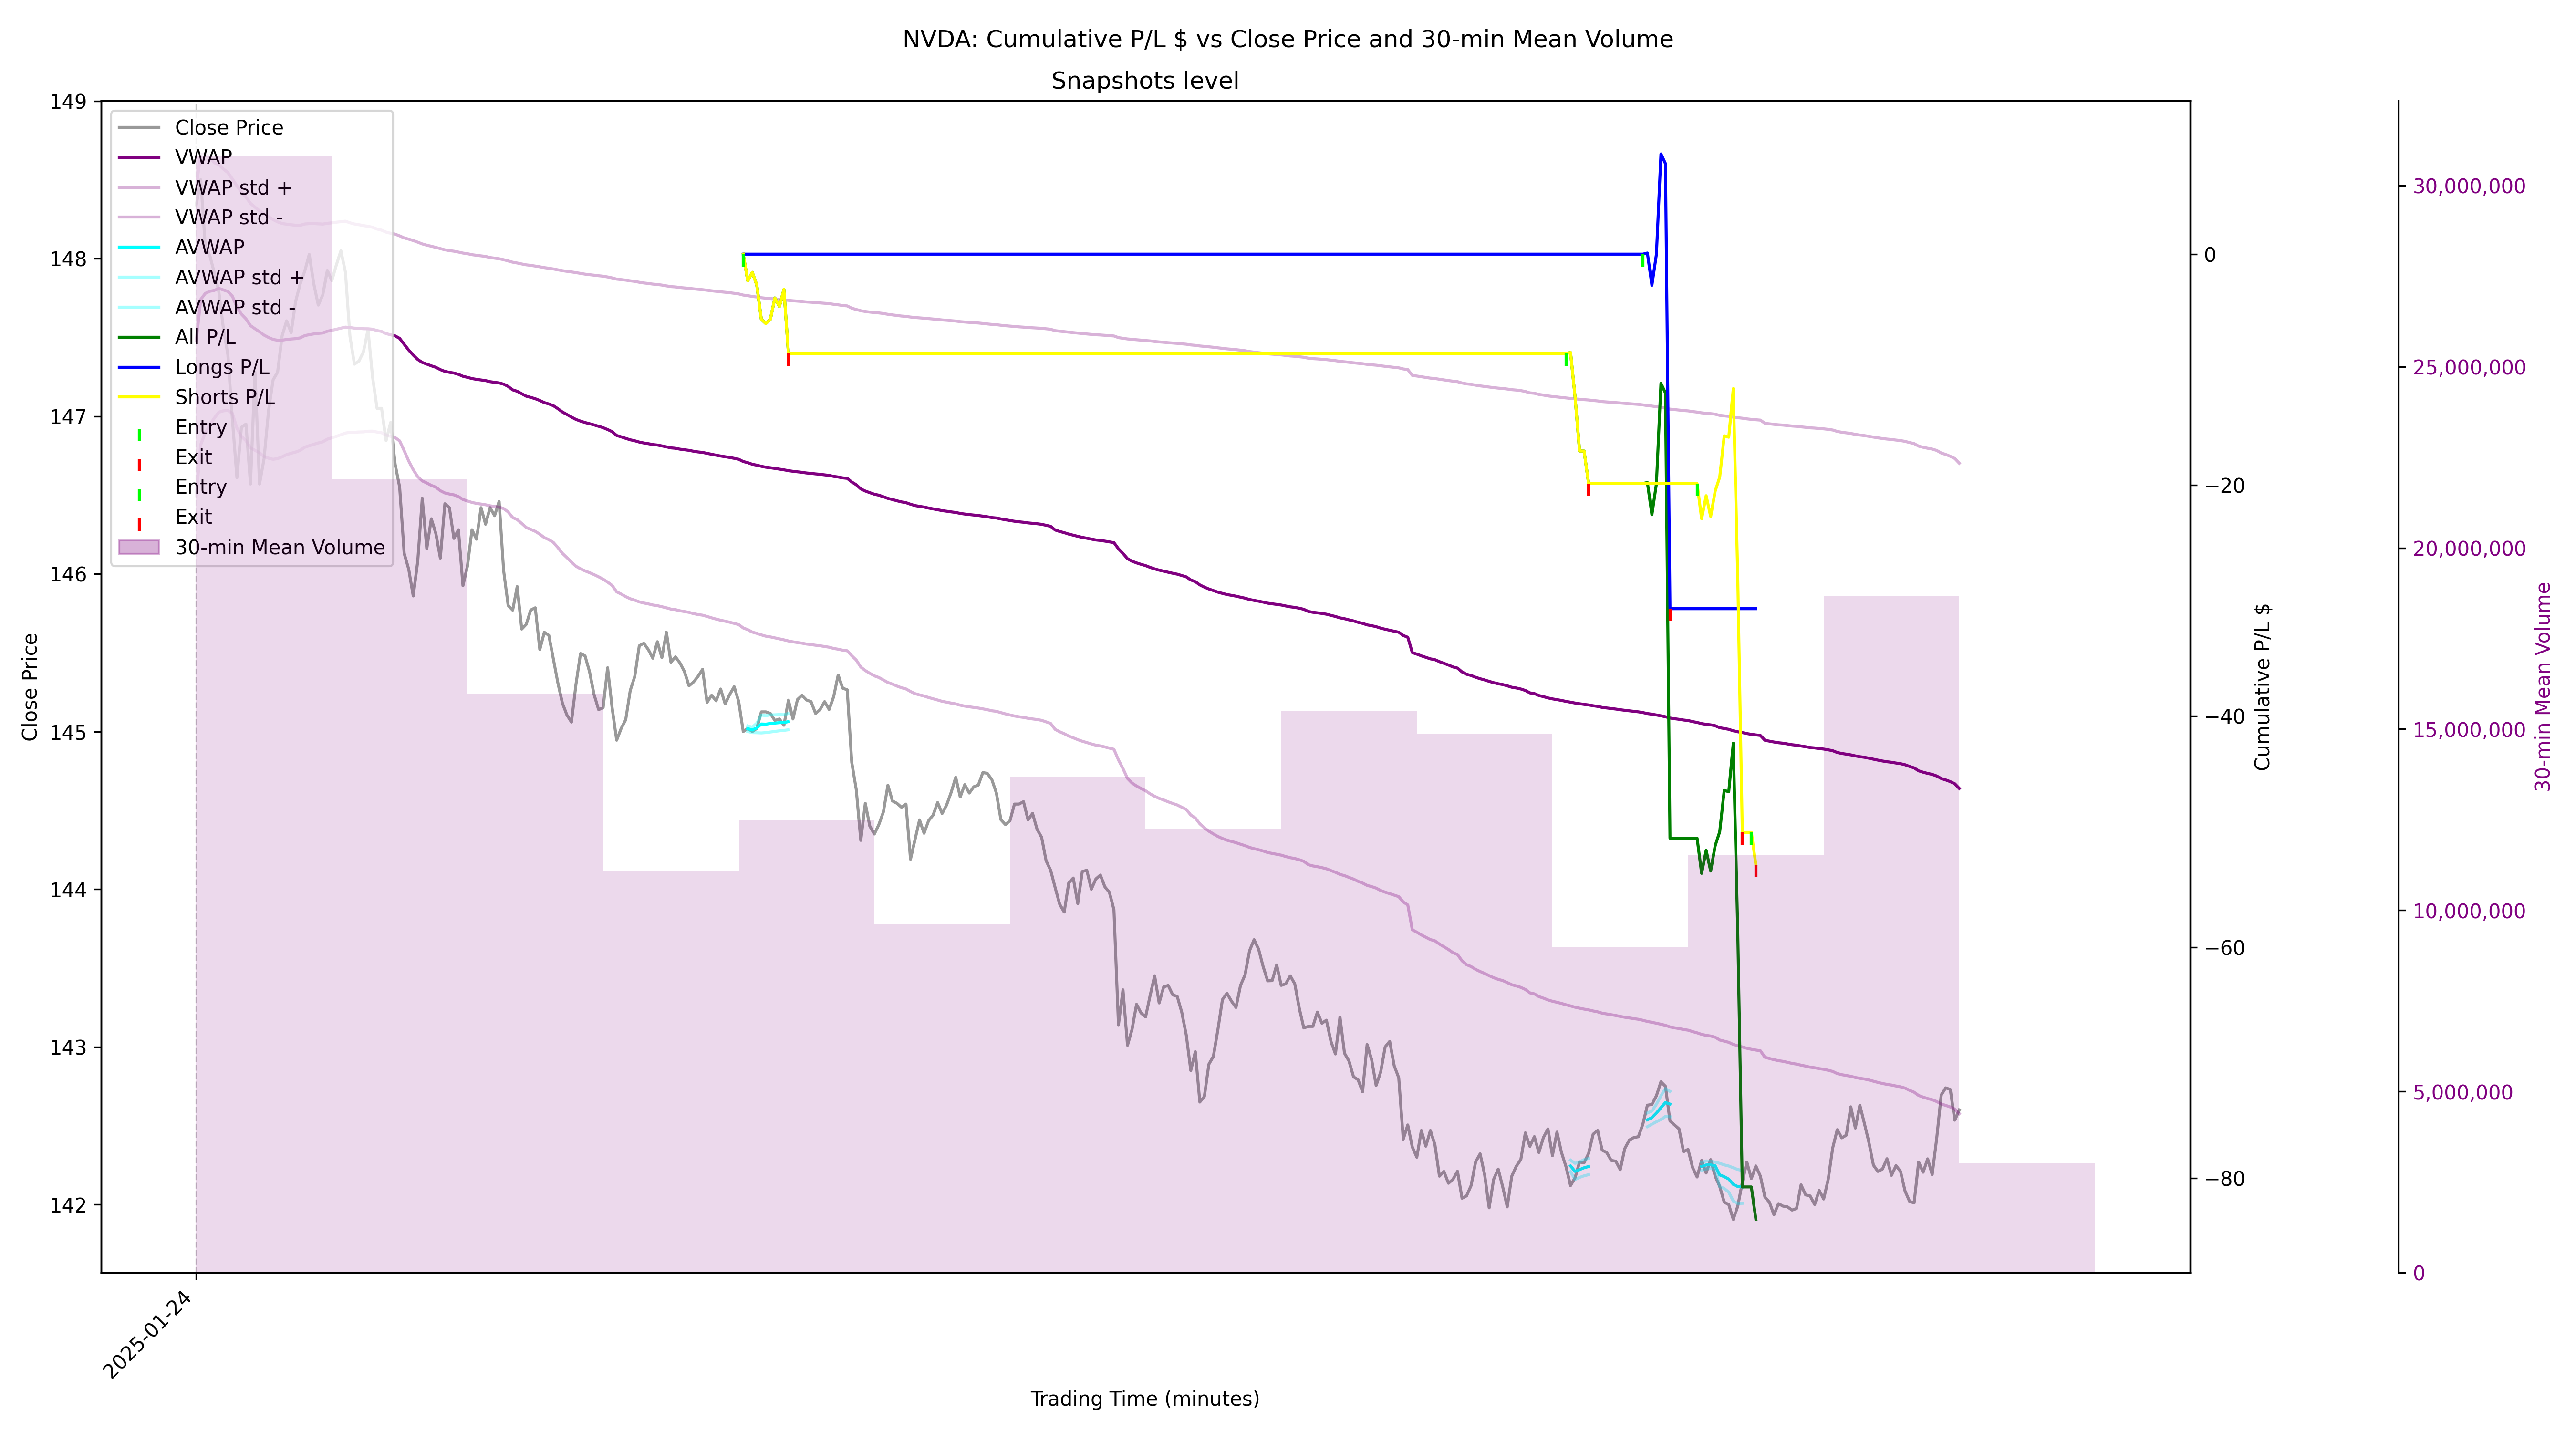 NVDA: Cumulative P/L $ vs Close Price and 30-min Mean Volume
Snapshots level
Close Price
VWAP
VWAP std +
VWAP std -
AVWAP
AVWAP std +
AVWAP std -
All P/L
Longs P/L
Shorts P/L
Entry
Exit
Entry
Exit
30-min Mean Volume
149
148
147
146
145
144
143
142
Close Price
0
−20
−40
−60
−80
Cumulative P/L $
30,000,000
25,000,000
20,000,000
15,000,000
10,000,000
5,000,000
0
30-min Mean Volume
2025-01-24
Trading Time (minutes)